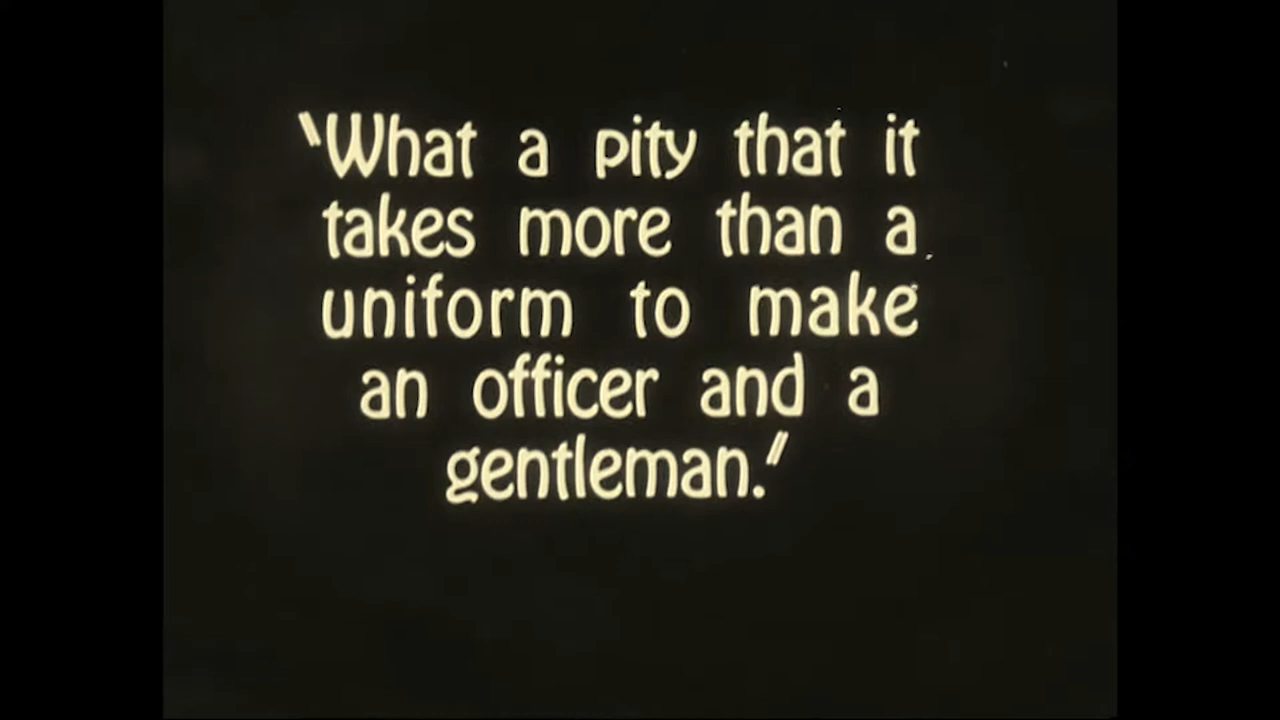 "What a pity that it
takes more than a
uniform to make
an officer and a
gentleman."